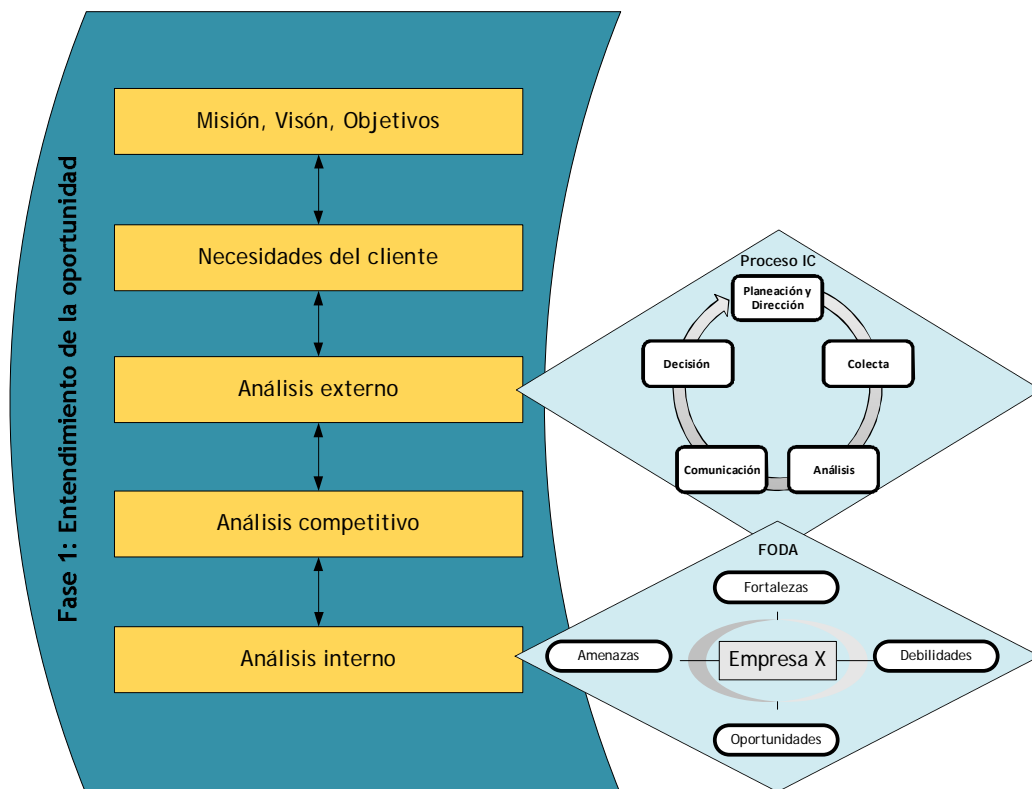 Fase 1: Entendimiento de la oportunidad
Misión, Visón, Objetivos
Necesidades del cliente
Análisis externo
Análisis competitivo
Análisis interno
Proceso IC
Planeación y
Dirección
Decisión
Colecta
Comunicación
Análisis
FODA
Fortalezas
Amenazas
Empresa X
Debilidades
Oportunidades